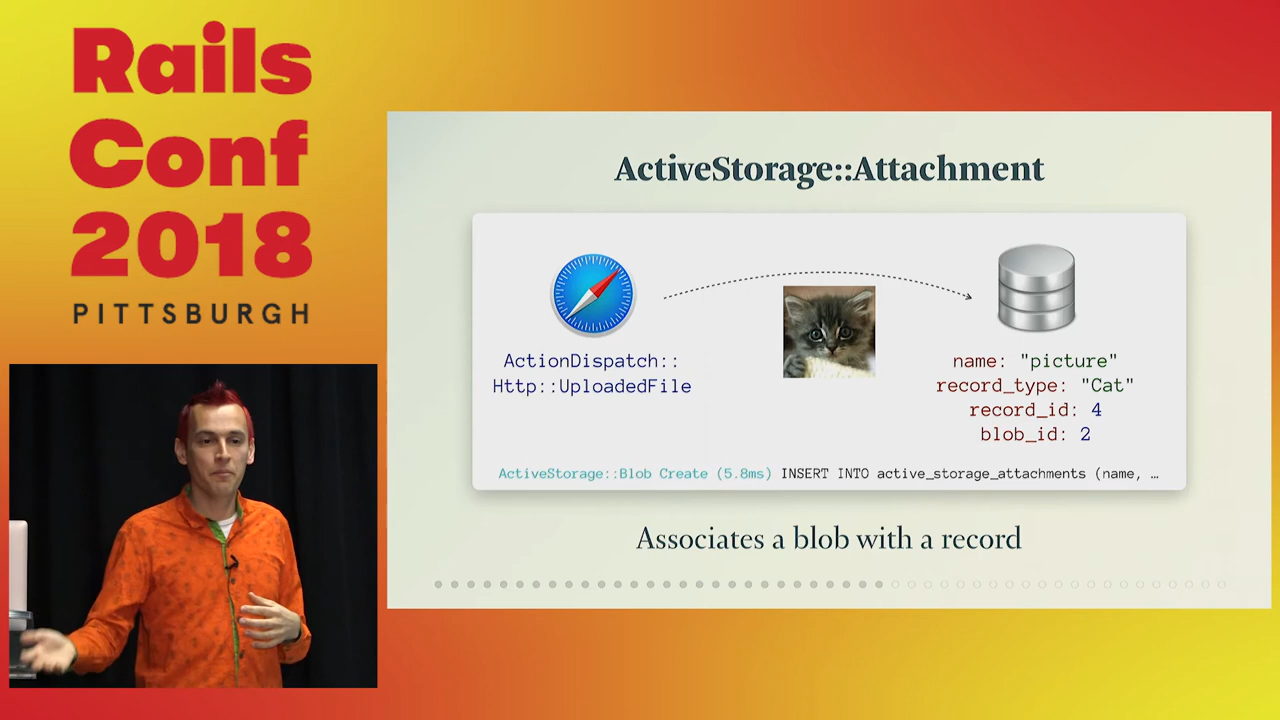 Rails
Conf
2018
PITTSBURGH
ActiveStorage::Attachment
ActionDispatch::
Http::UploadedFile
name: "picture"
record_type: "Cat"
record_id: 4
blob_id: 2
ActiveStorage::Blob Create (5.8ms) INSERT INTO active_storage_attachments (name, …
Associates a blob with a record